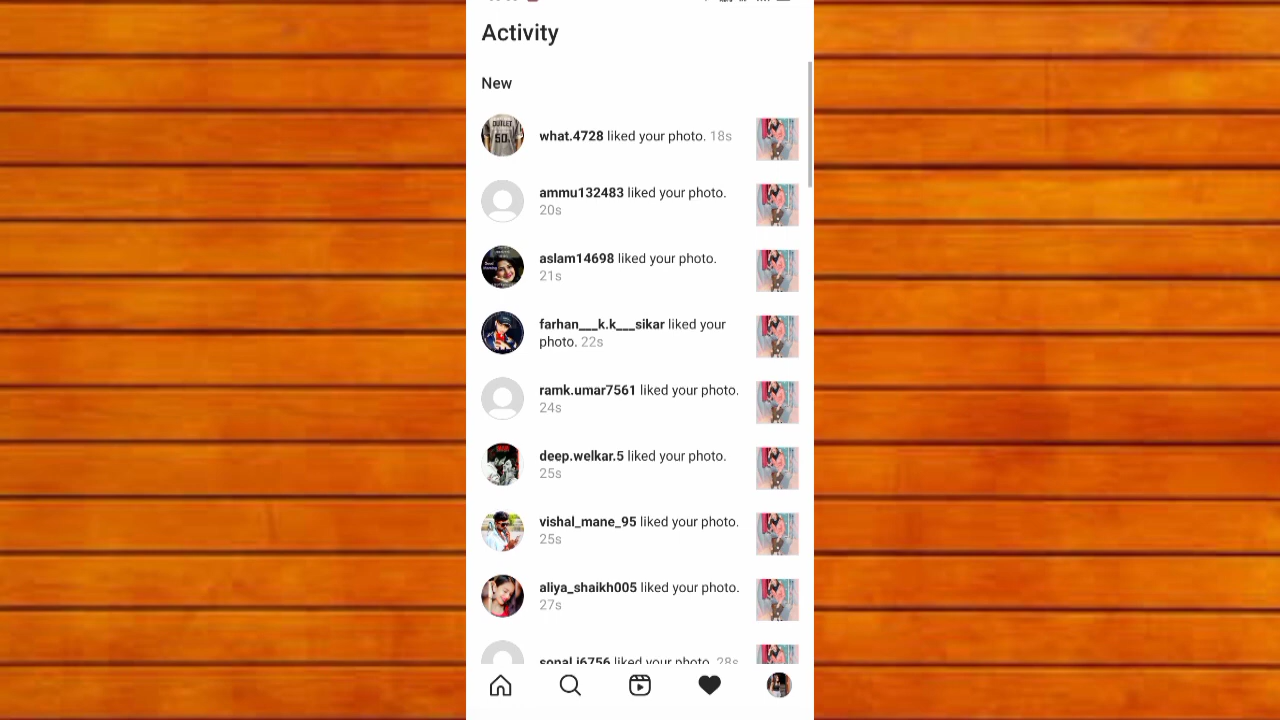 Activity
New
what.4728 liked your photo. 18s
ammu132483 liked your photo.
20s
aslam14698 liked your photo.
21s
farhan___k.k___sikar liked your
photo. 22s
ramk.umar7561 liked your photo.
24s
deep.welkar.5 liked your photo.
25s
vishal_mane_95 liked your photo.
25s
aliya_shaikh005 liked your photo.
27s
sonal.j6756 liked your photo. 28s